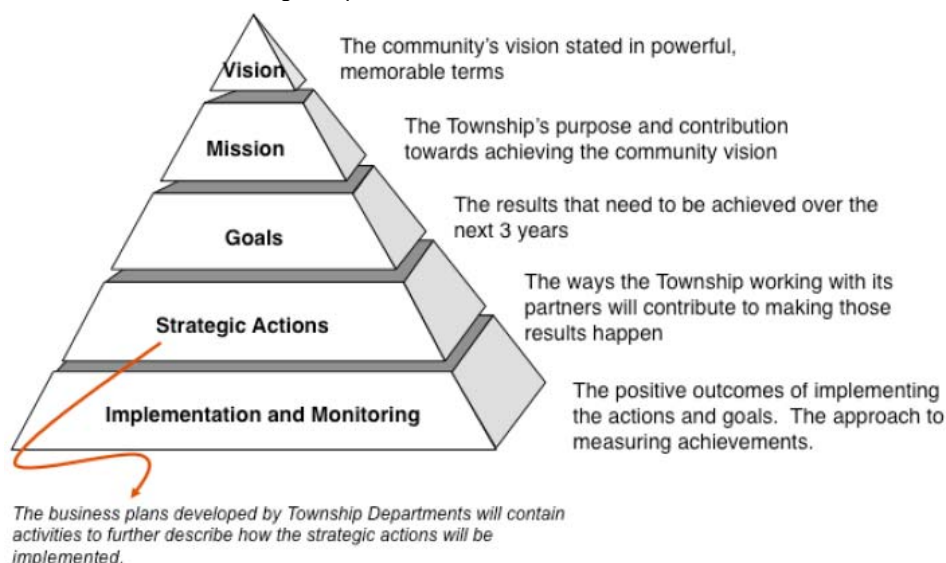 Vision
The community's vision stated in powerful,
memorable terms
Mission
The Township's purpose and contribution
towards achieving the community vision
Goals
The results that need to be achieved over the
next 3 years
Strategic Actions
The ways the Township working with its
partners will contribute to making those
results happen
Implementation and Monitoring
The positive outcomes of implementing
the actions and goals.  The approach to
measuring achievements.
The business plans developed by Township Departments will contain
activities to further describe how the strategic actions will be
implemented.